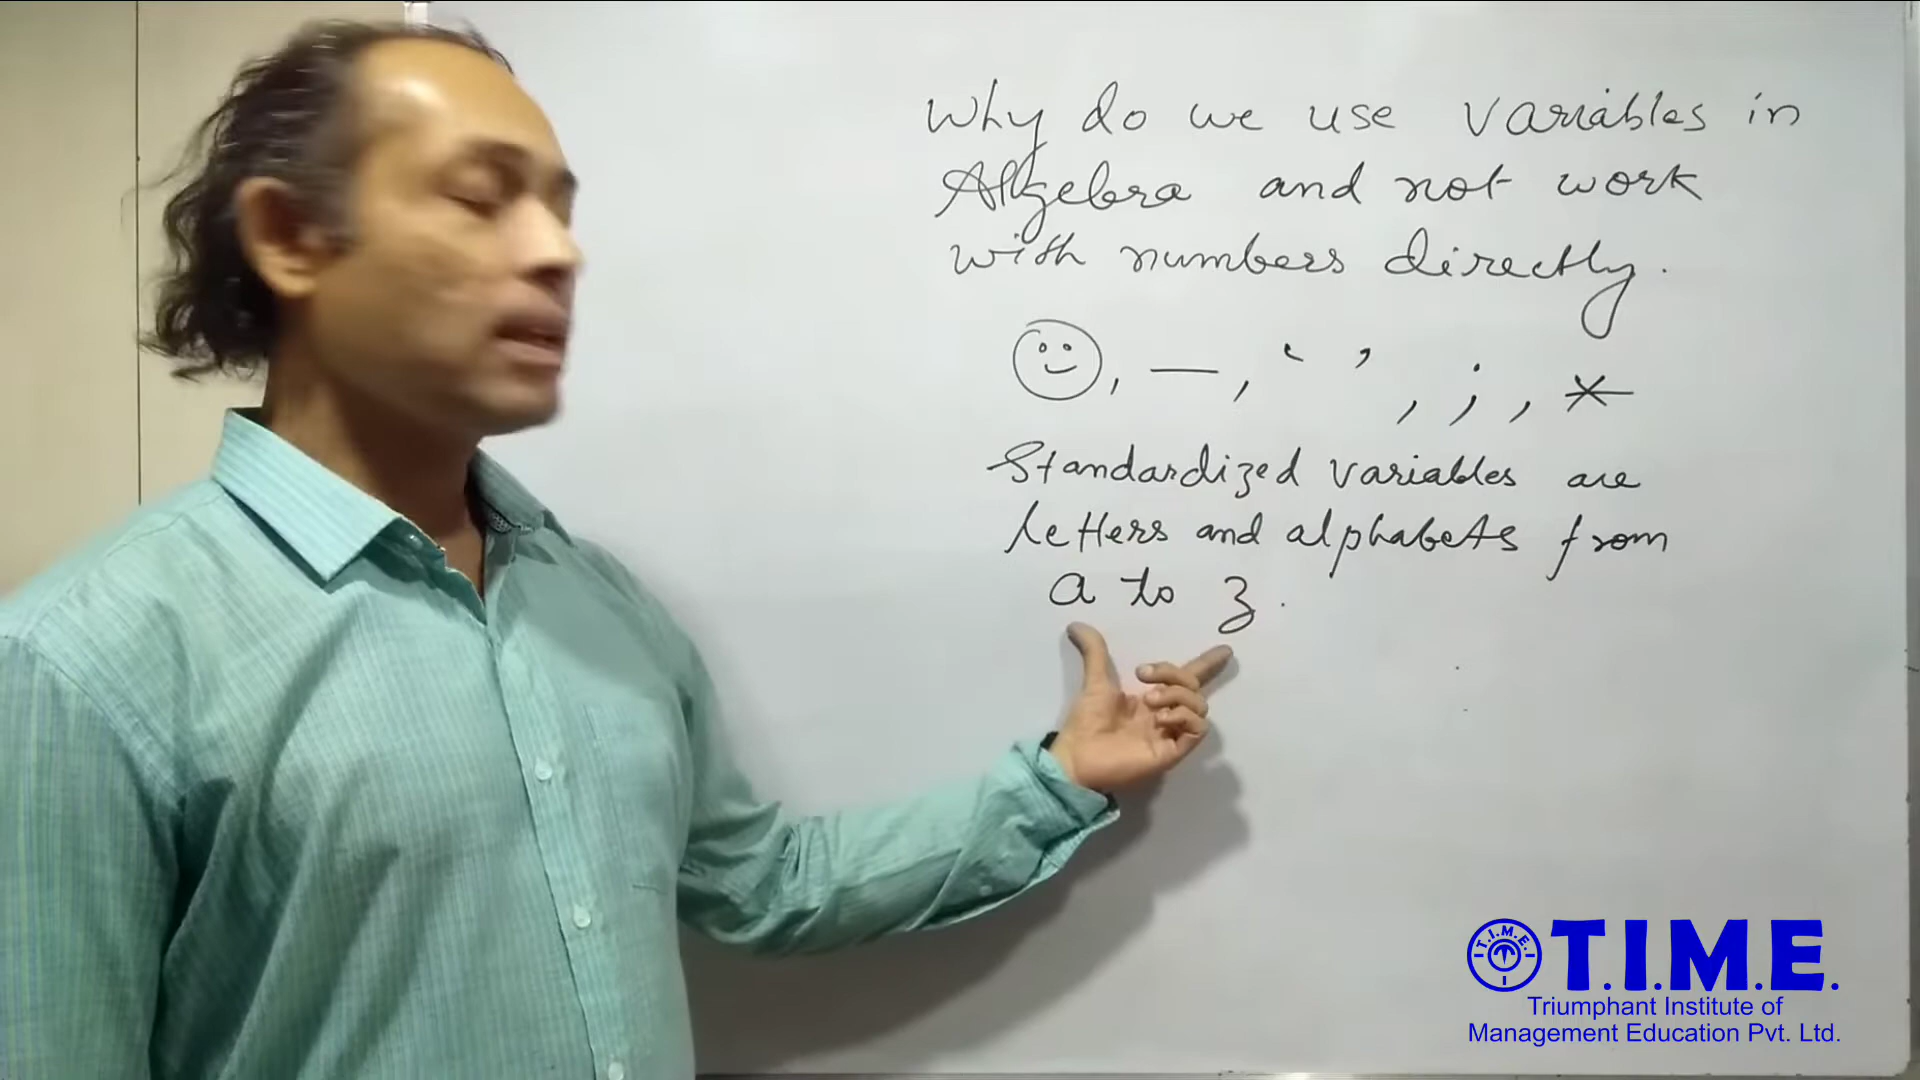 Why do we use variables in
Algebra and not work
with numbers directly.
☺, —, ‘ ’, ;, *
Standardized variables are
letters and alphabets from
a to z.
T.I.M.E.
T.I.M.E.
Triumphant Institute of
Management Education Pvt. Ltd.